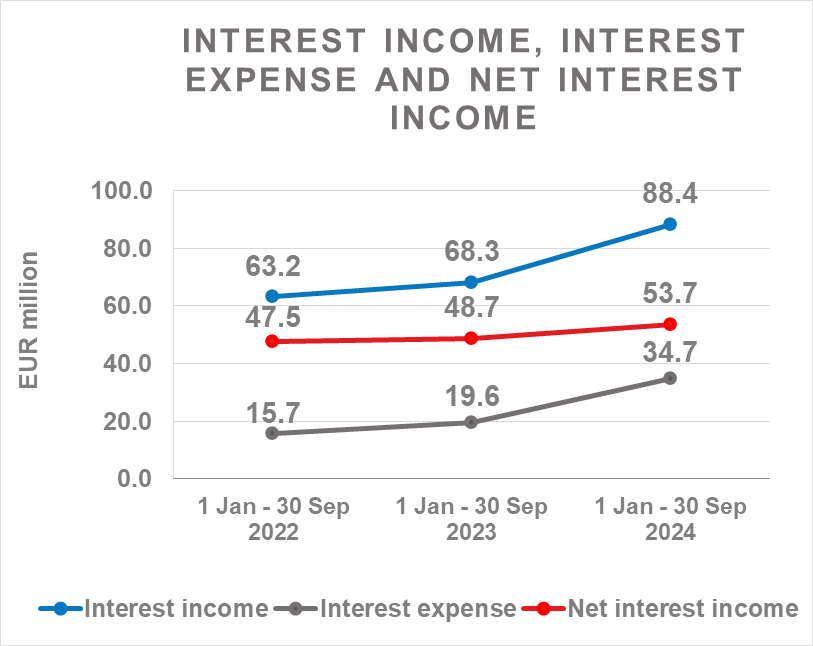 INTEREST INCOME, INTEREST
EXPENSE AND NET INTEREST
INCOME
EUR million
100.0
80.0
60.0
40.0
20.0
0.0
63.2
68.3
88.4
47.5
48.7
53.7
15.7
19.6
34.7
1 Jan - 30 Sep
2022
1 Jan - 30 Sep
2023
1 Jan - 30 Sep
2024
Interest income
Interest expense
Net interest income